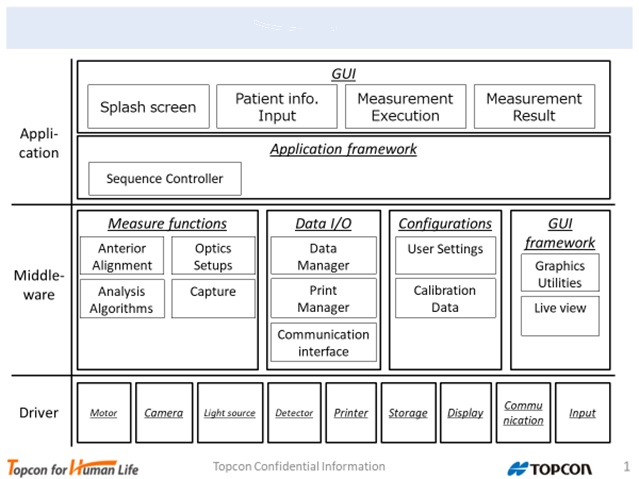 GUI
Splash screen
Patient info.
Input
Measurement
Execution
Measurement
Result
Appli-
cation
Application framework
Sequence Controller
Measure functions
Anterior
Alignment
Optics
Setups
Analysis
Algorithms
Capture
Data I/O
Data
Manager
Print
Manager
Communication
interface
Configurations
User Settings
Calibration
Data
GUI
framework
Graphics
Utilities
Live view
Middle-
ware
Driver
Motor
Camera
Light source
Detector
Printer
Storage
Display
Commu
nication
Input
Topcon for Human Life
Topcon Confidential Information
TOPCON
1